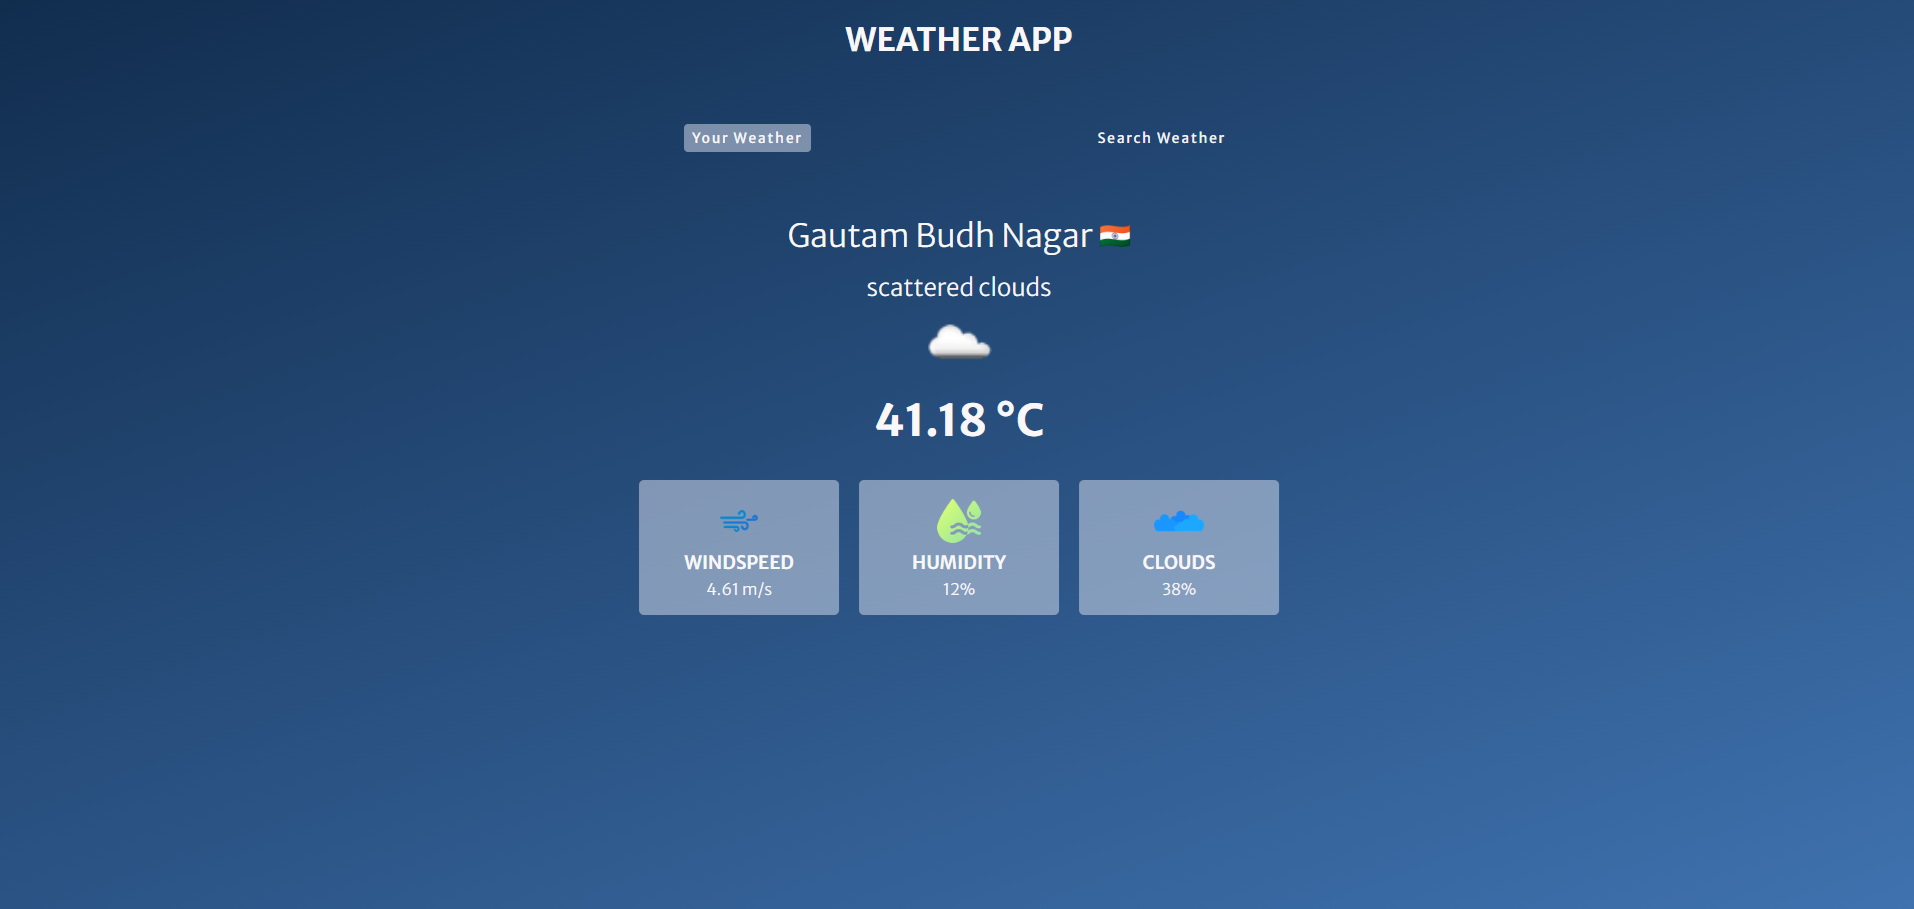 WEATHER APP
Your Weather
Search Weather
Gautam Budh Nagar
scattered clouds
41.18 °C
WINDSPEED
4.61 m/s
HUMIDITY
12%
CLOUDS
38%